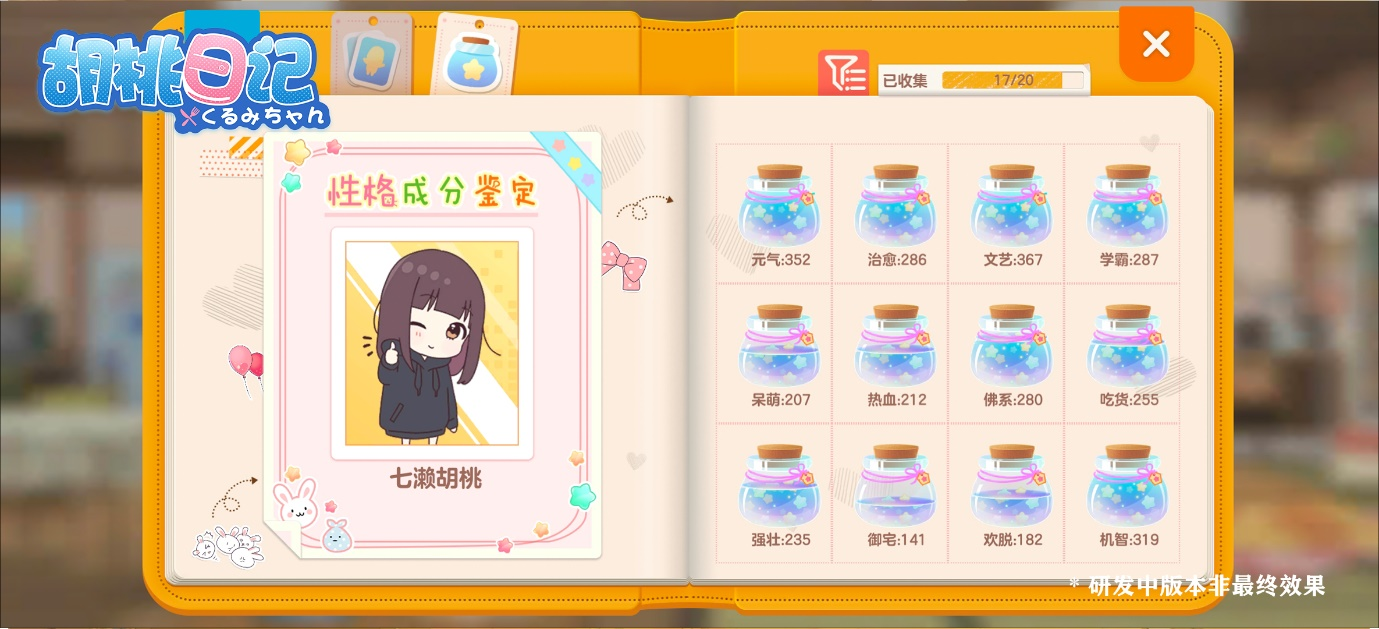 胡桃日记
くるみちゃん
已收集 17/20
性格成分鉴定
七濑胡桃
元气:352 治愈:286 文艺:367 学霸:287
呆萌:207 热血:212 佛系:280 吃货:255
强壮:235 御宅:141 欢脱:182 机智:319
* 研发中版本非最终效果